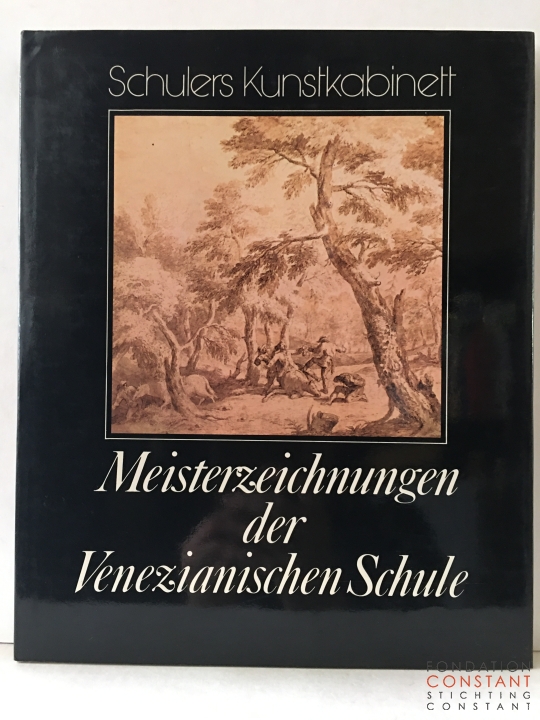 Schulers Kunstkabinett
Meisterzeichnungen
der
Venezianischen Schule
FONDATION
CONSTANT
STICHTING
CONSTANT